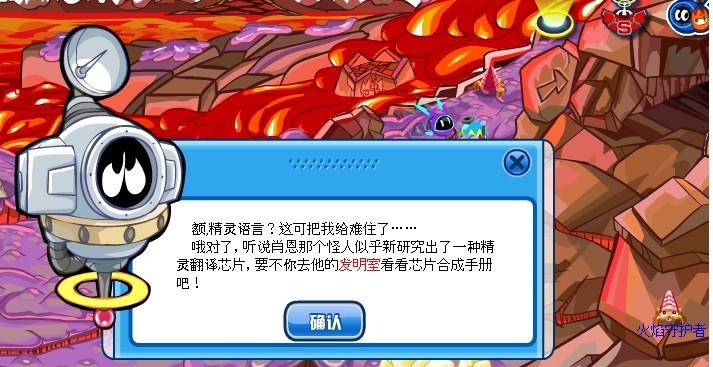 S
额,精灵语言？这可把我给难住了……
哦对了，听说肖恩那个怪人似乎新研究出了一种精
灵翻译芯片，要不你去他的发明室看看芯片合成手册
吧！
确认
火焰守护者